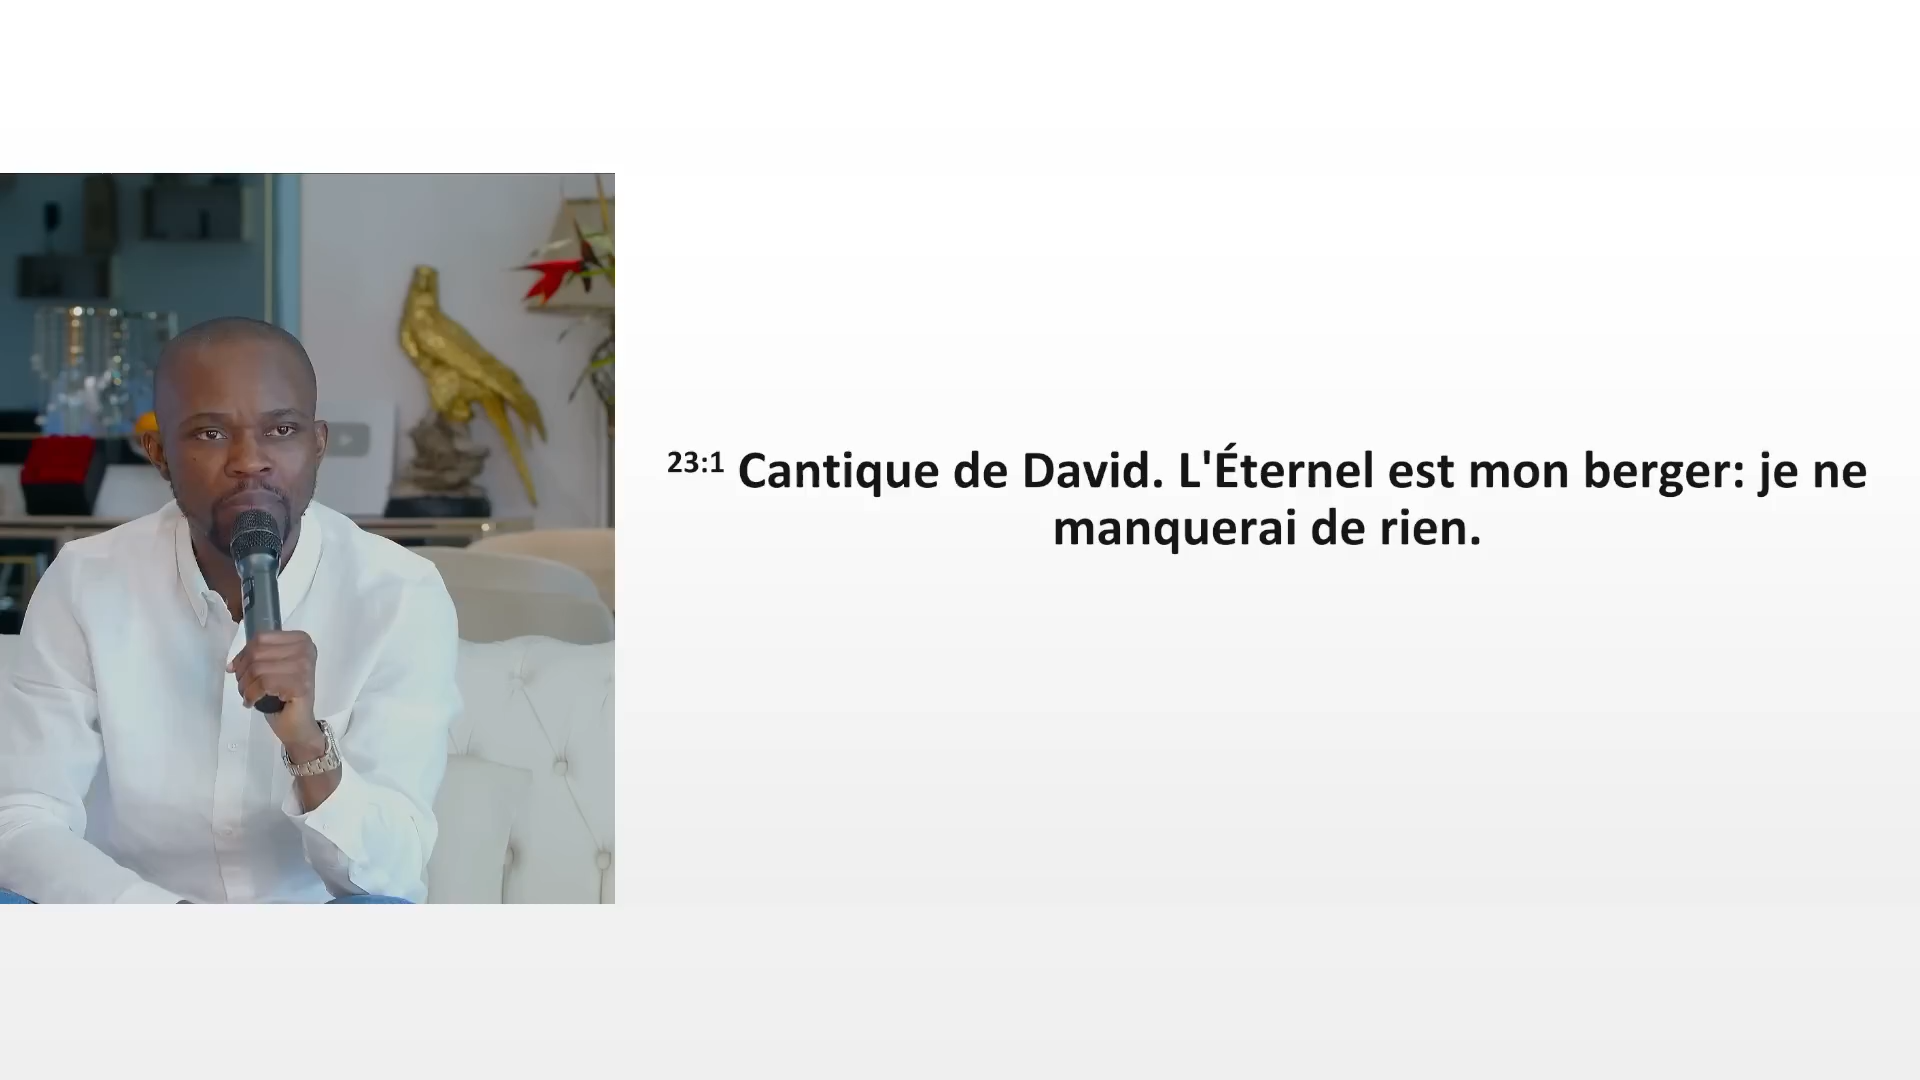 23:1 Cantique de David. L'Éternel est mon berger: je ne
manquerai de rien.